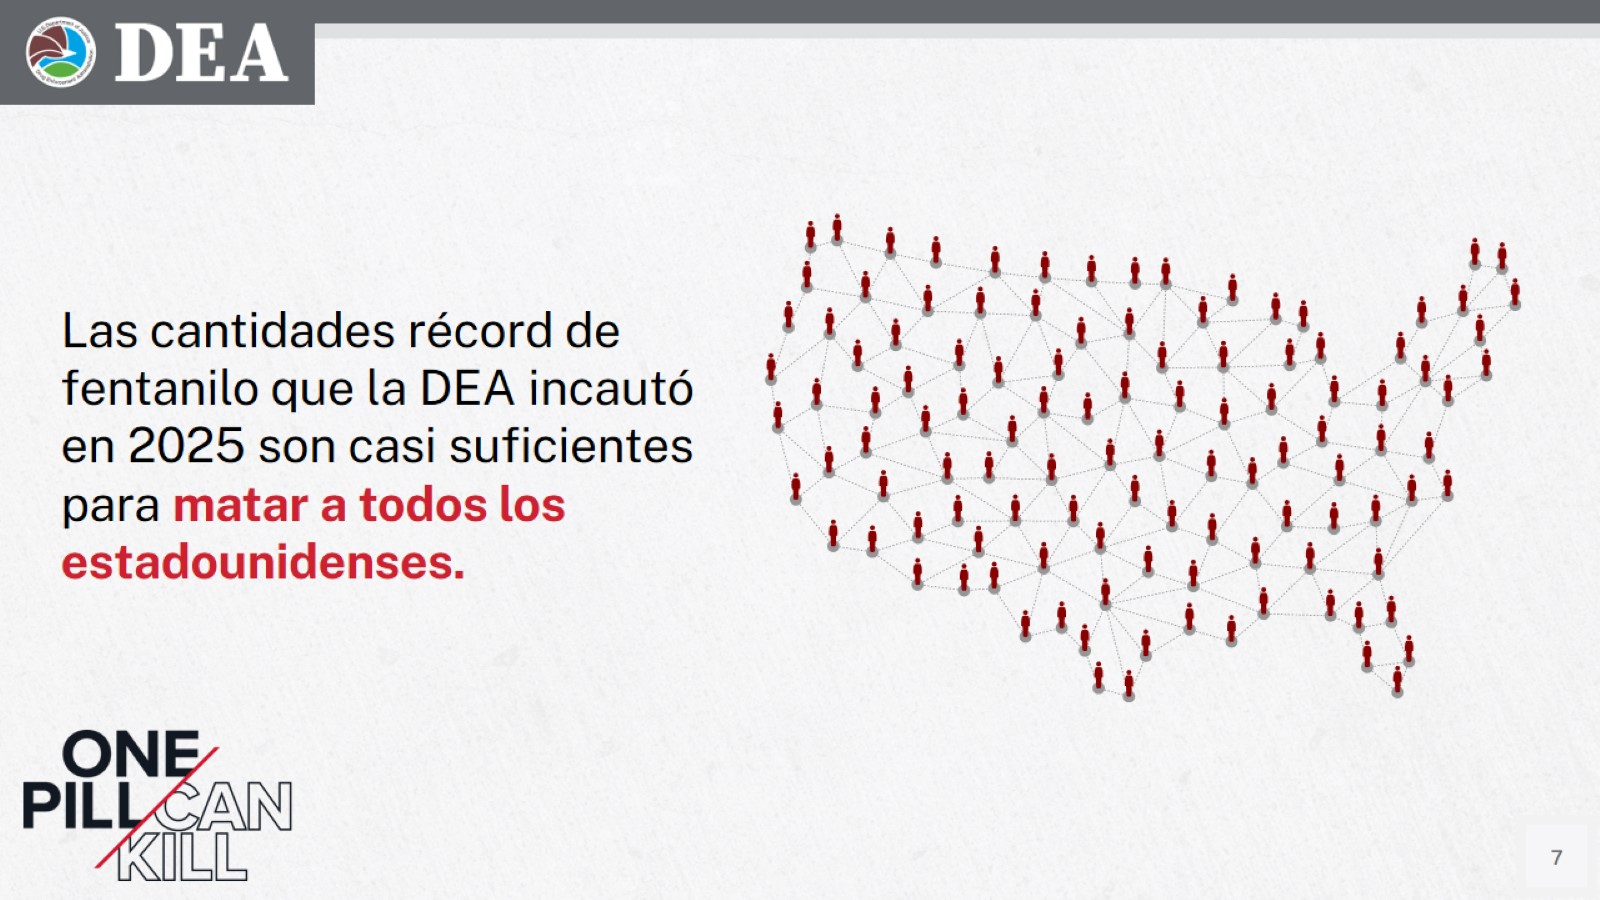 DEA
Las cantidades récord de
fentanilo que la DEA incautó
en 2025 son casi suficientes
para matar a todos los
estadounidenses.
ONE
PILL CAN
KILL
7